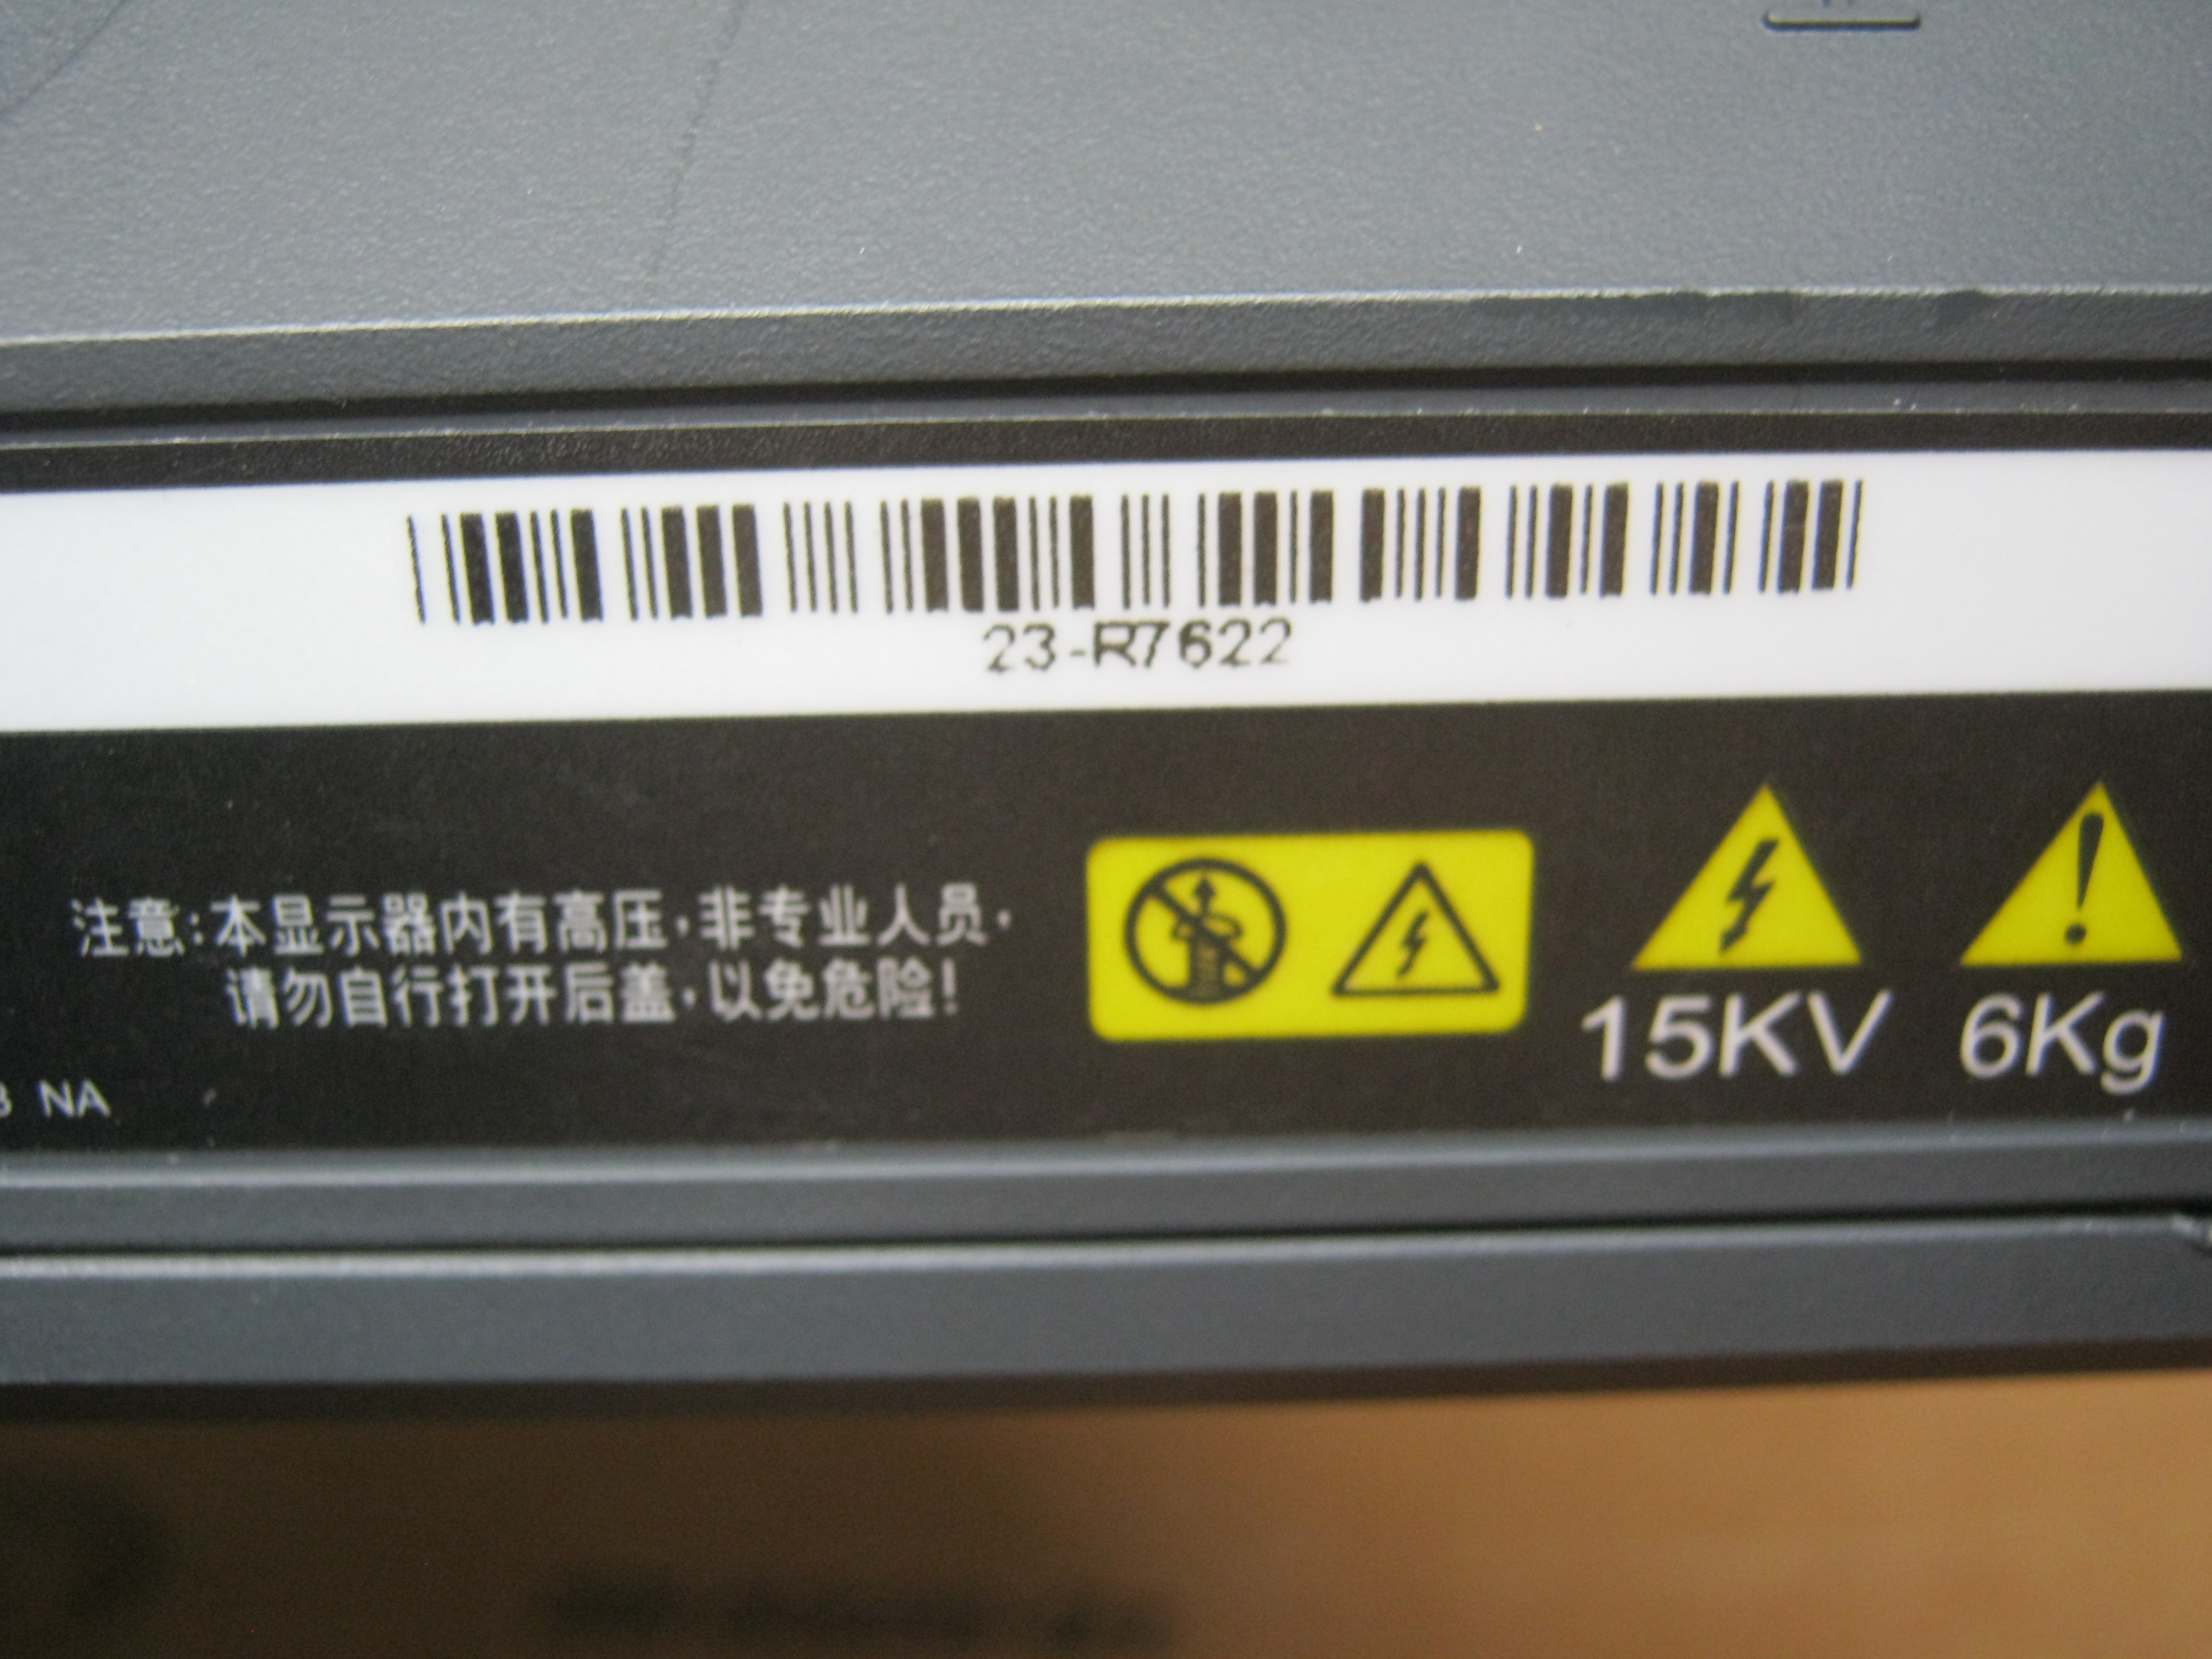 23-R7622
注意:本显示器内有高压,非专业人员,
请勿自行打开后盖,以免危险!
15KV 6Kg
NA